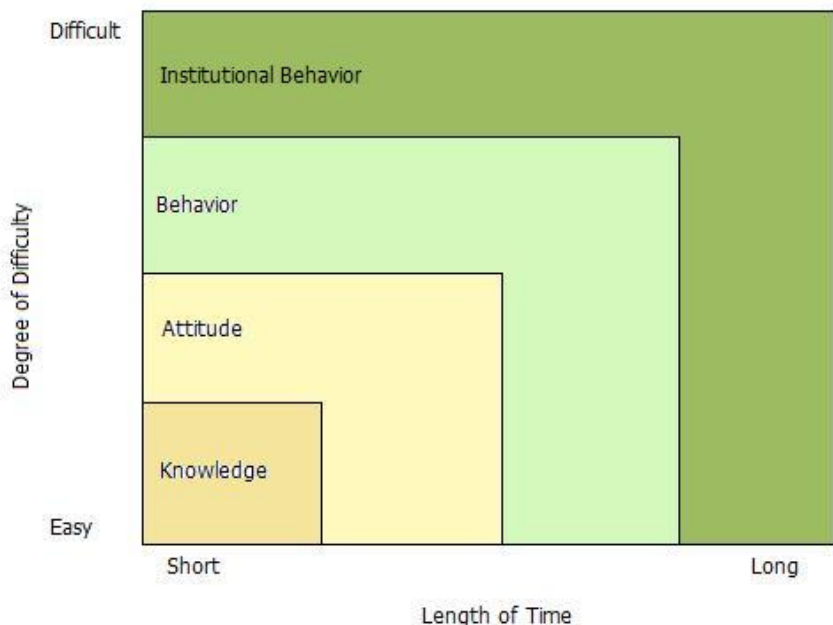 Difficult
Institutional Behavior
Behavior
Degree of Difficulty
Attitude
Knowledge
Easy
Short
Long
Length of Time